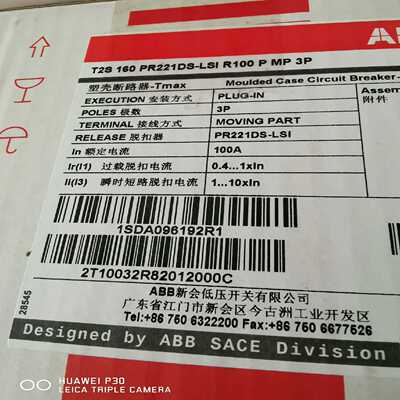 ABB
T2S 160 PR221DS-LSI R100 P MP 3P
塑壳断路器-Tmax Moulded Case Circuit Breaker-
EXECUTION 安装方式 PLUG-IN
POLES 极数 3P
TERMINAL 接线方式 MOVING PART
RELEASE 脱扣器 PR221DS-LSI
In 额定电流 100A
Ir(I1) 过载脱扣电流 0.4...1xIn
Ii(I3) 瞬时短路脱扣电流 1...10xIn
Assem
附件
1SDA096192R1
2T10032R82012000C
28545
ABB新会低压开关有限公司
广东省江门市新会区今古洲工业开发区
Tel:+86 750 6322200 Fax:+86 750 6677526
Designed by ABB SACE Division
HUAWEI P30
LEICA TRIPLE CAMERA